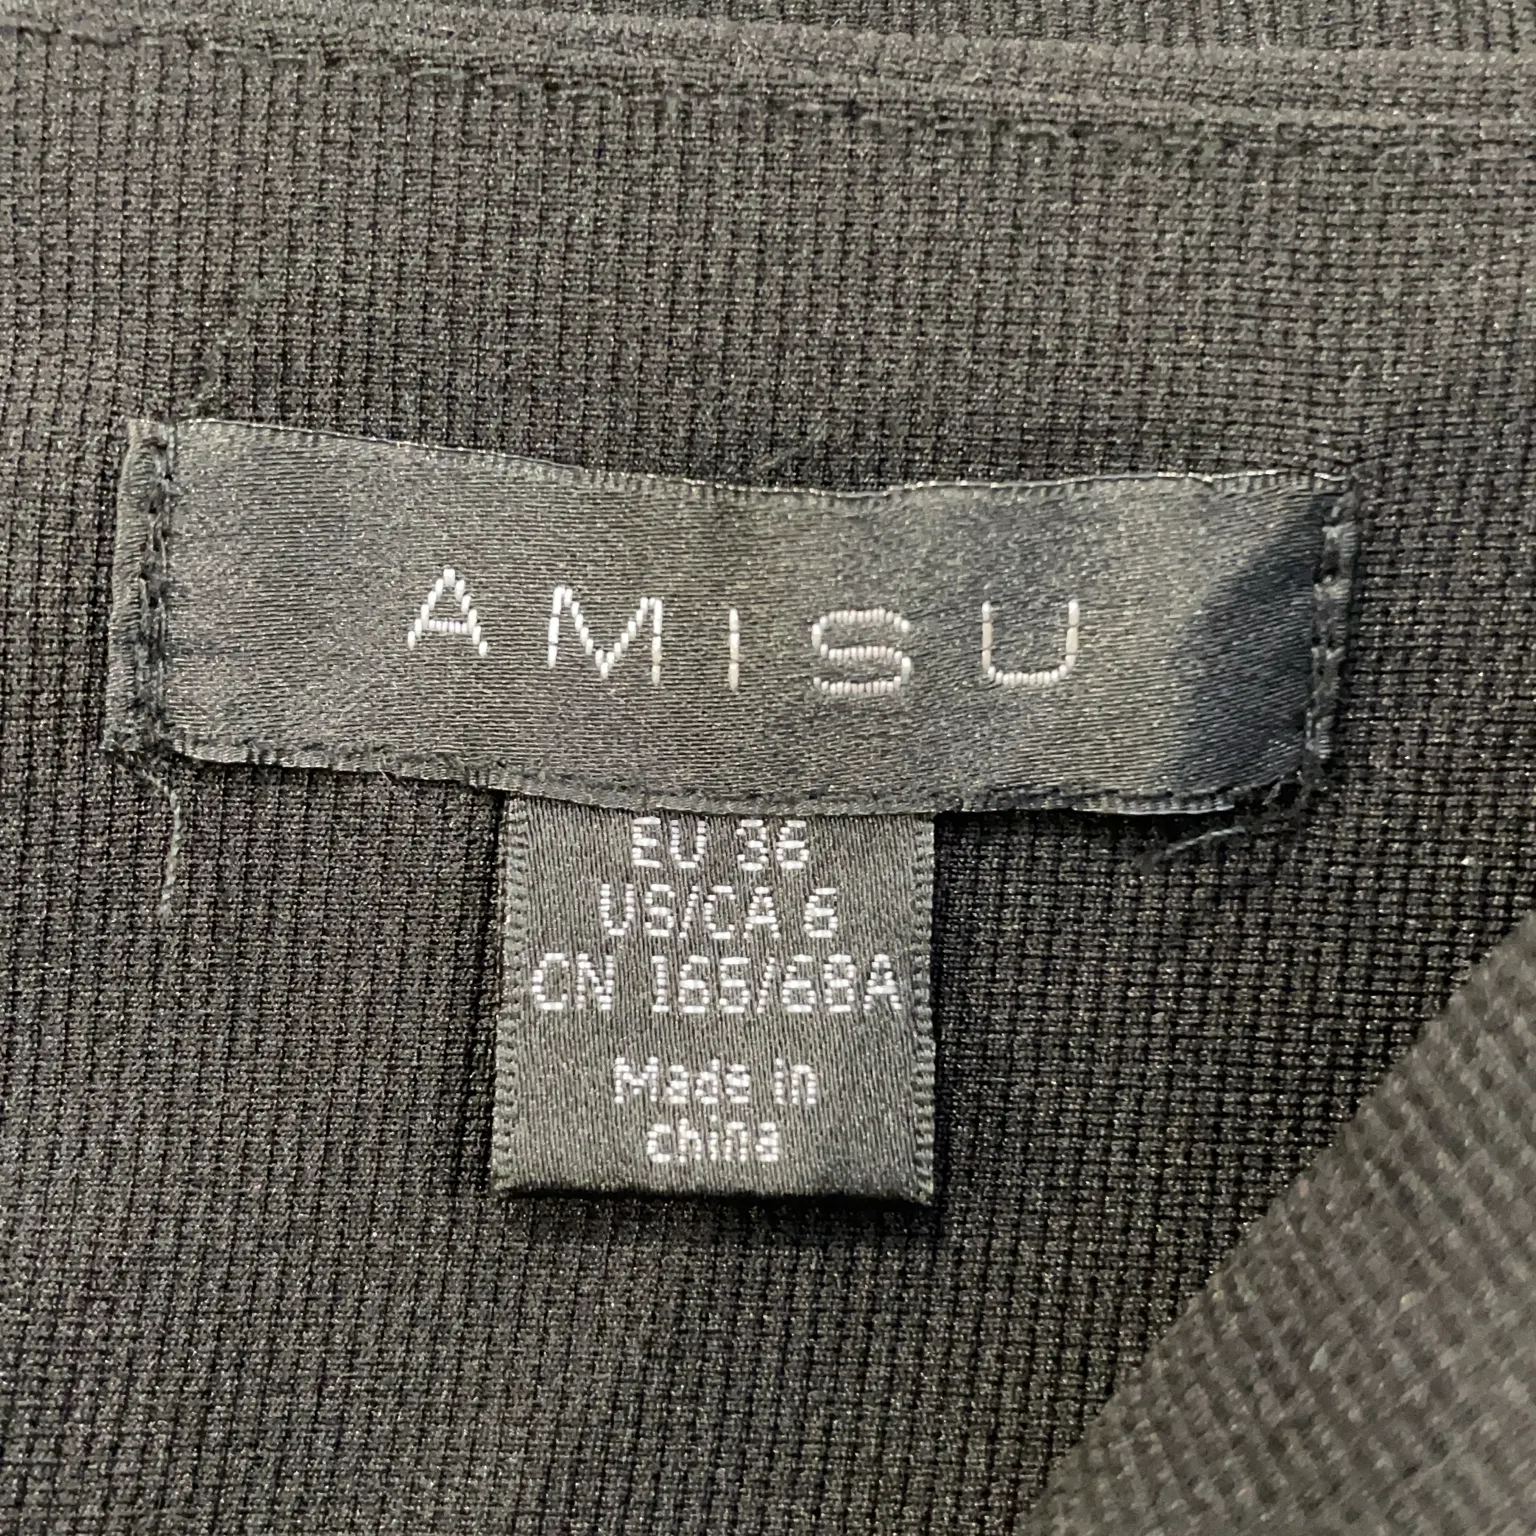 AMISU
EU 36
US/CA 6
CN 165/68A
Made in
china